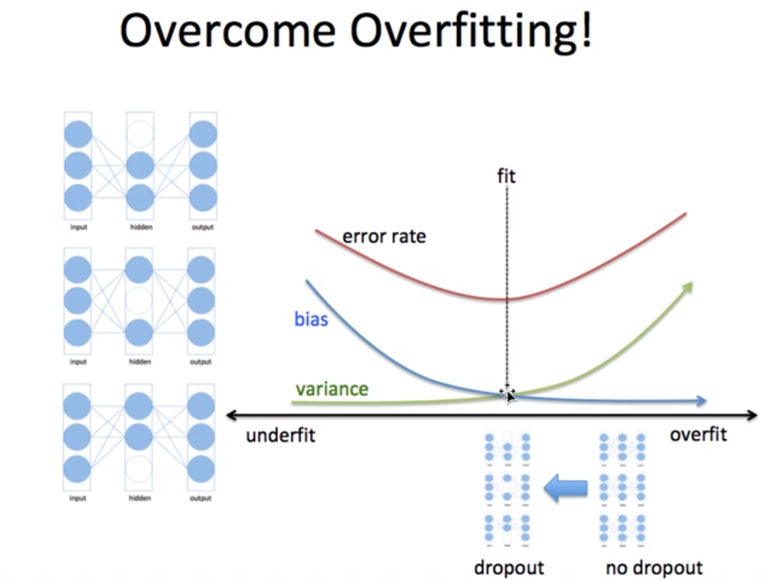 Overcome Overfitting!
input hidden output
input hidden output
input hidden output
fit
error rate
bias
variance
underfit overfit
dropout no dropout